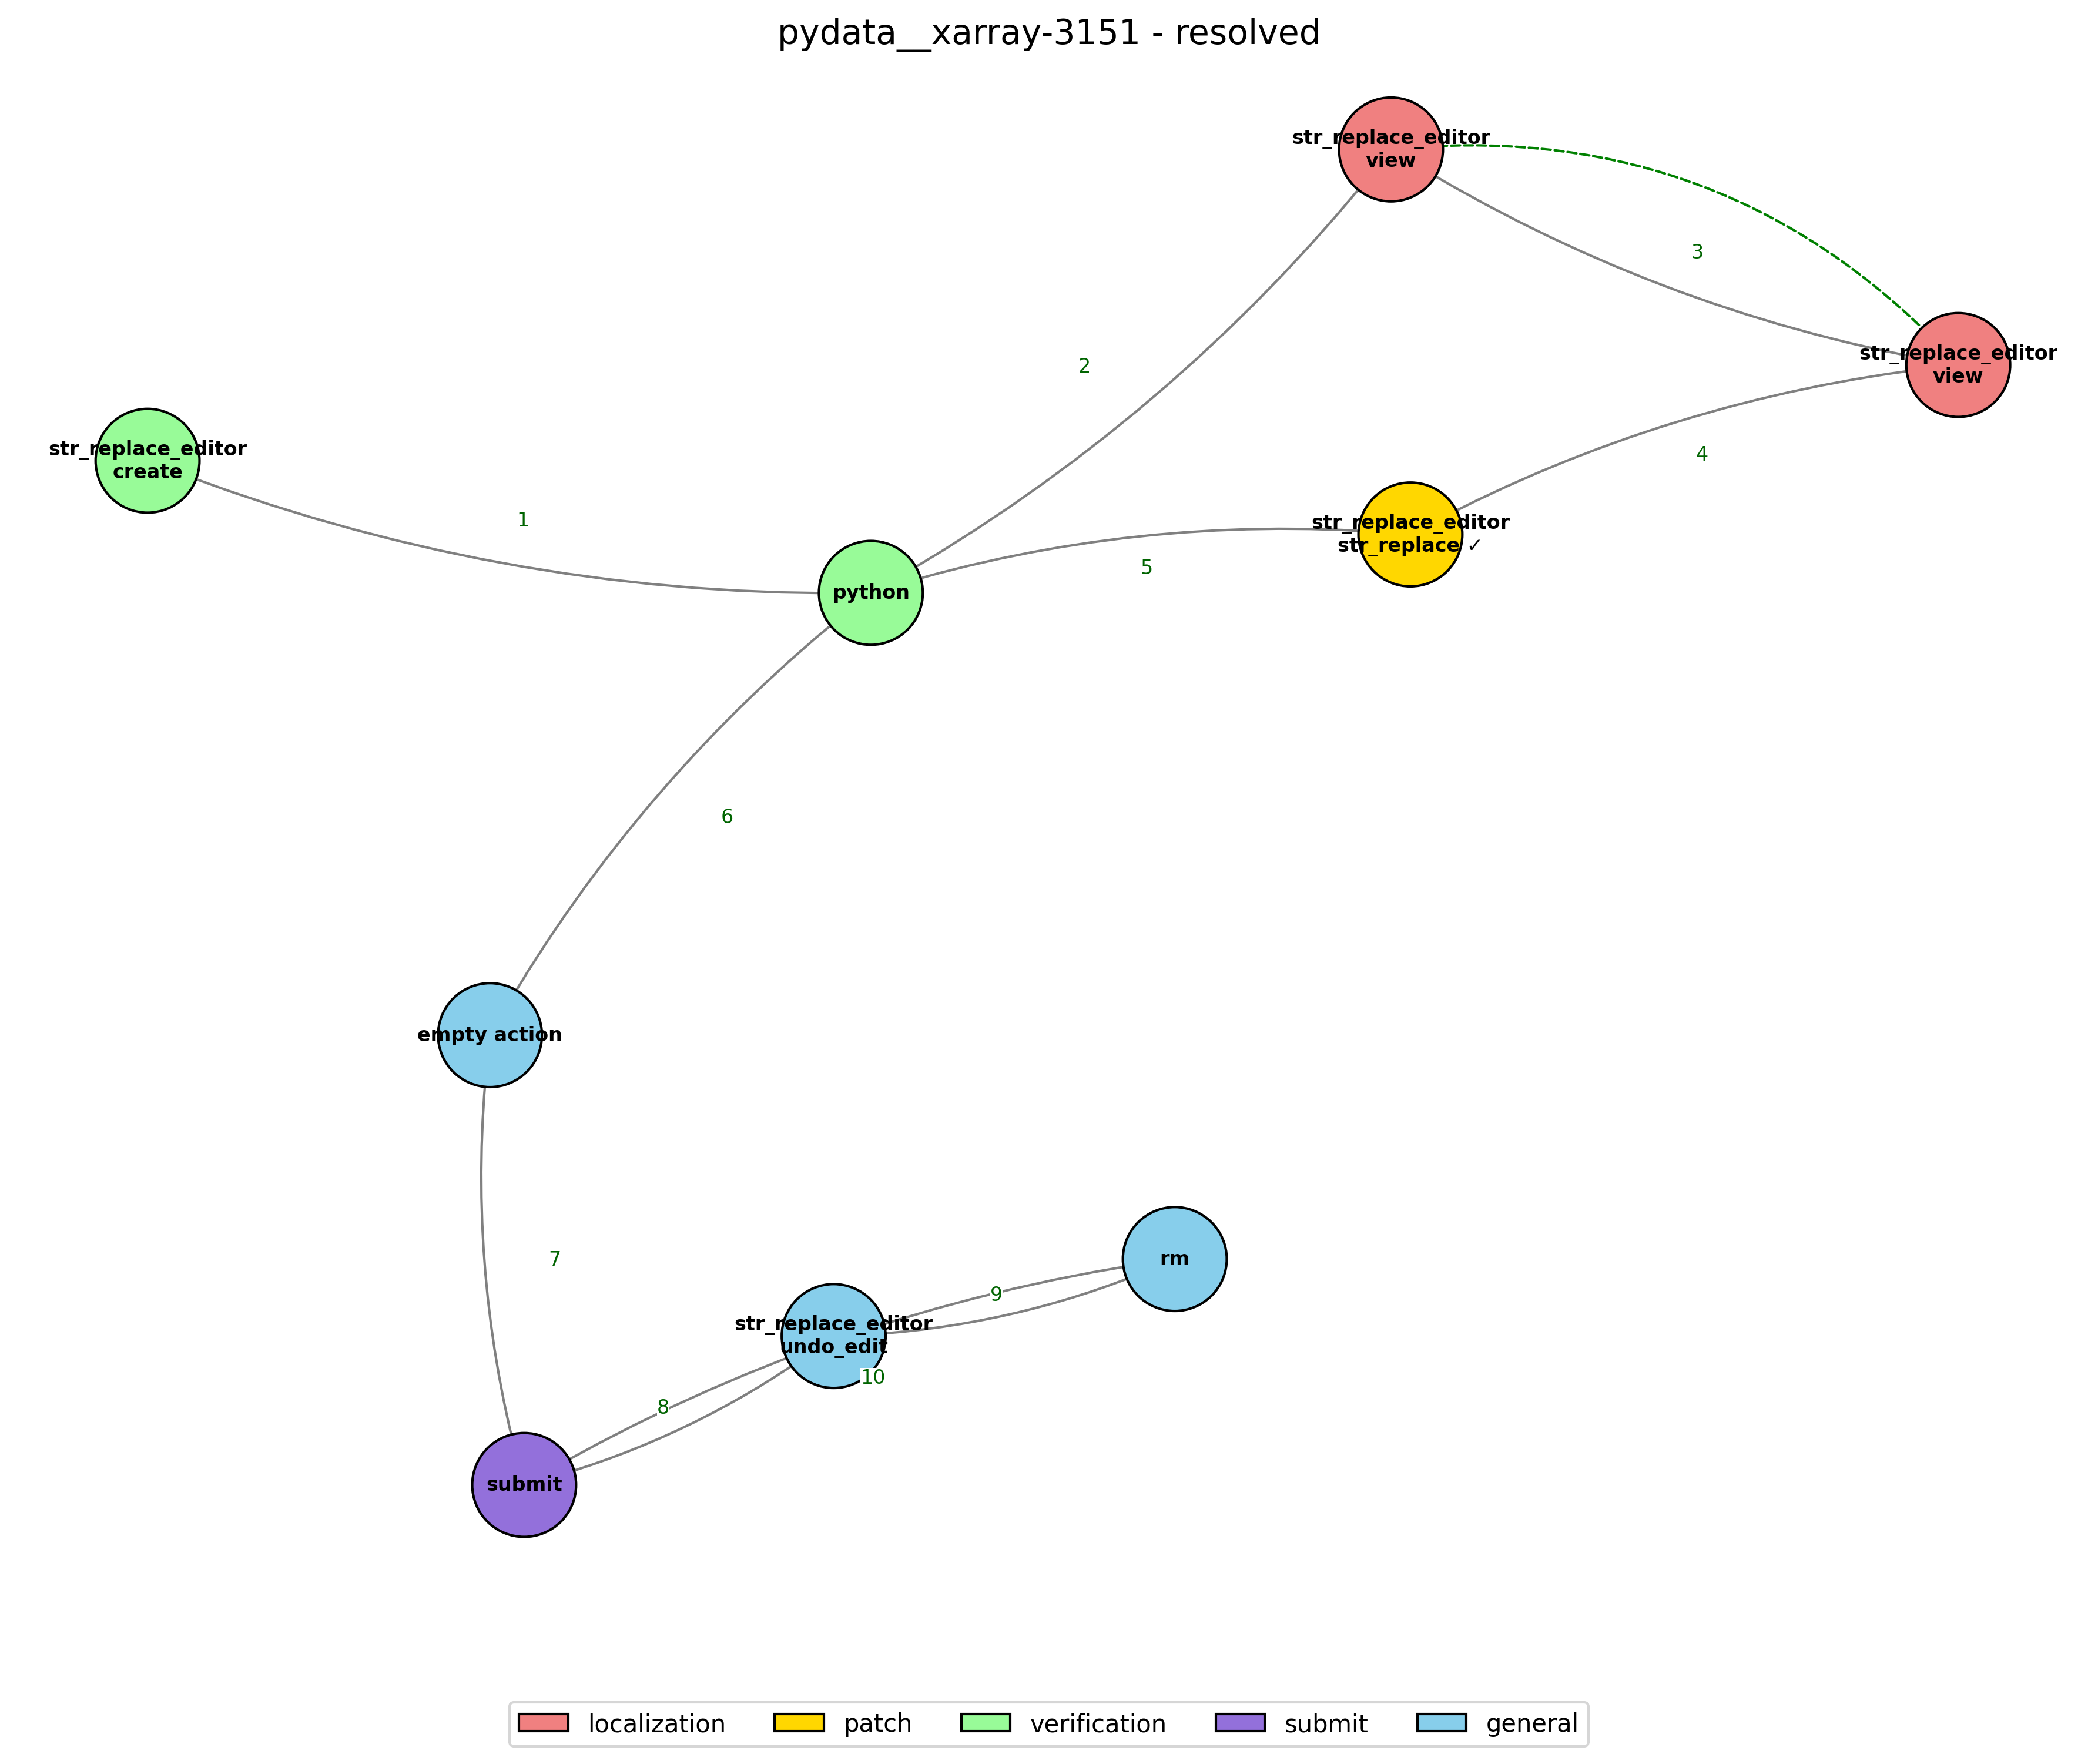 pydata__xarray-3151 - resolved
str_replace_editor
view
3
str_replace_editor
view
2
str_replace_editor
create
4
1
str_replace_editor
str_replace ✓
5
python
6
empty action
7
rm
9
str_replace_editor
undo_edit
10
8
submit
localization
patch
verification
submit
general